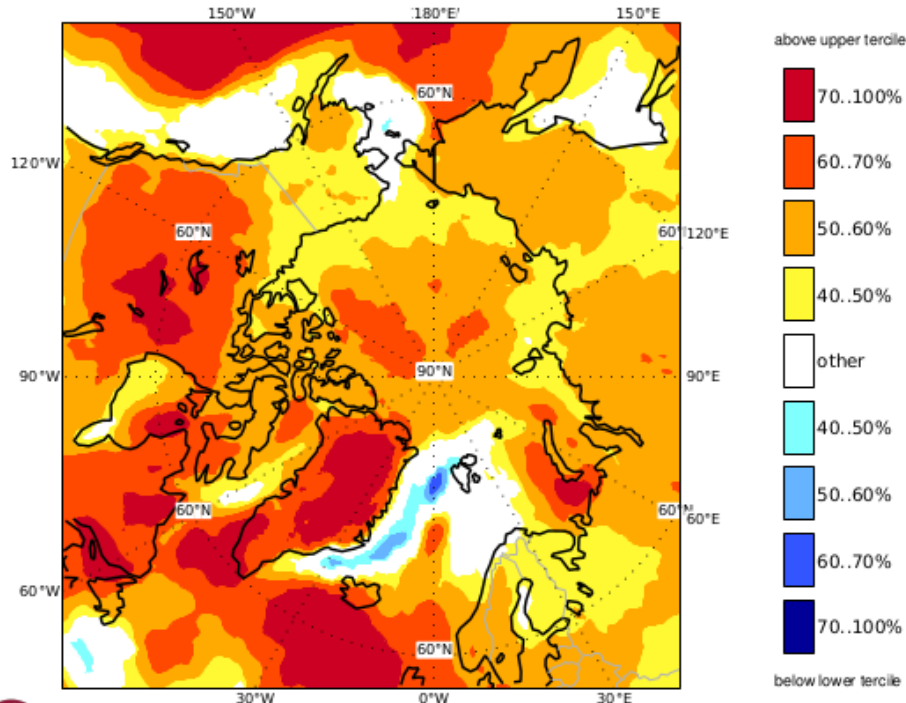 150°W 180°E/ 150°E
above upper tercile
70..100%
60°N
60..70%
120°W
50..60%
60°N 60° 120°E
40..50%
other
90°W 90°N 90°E
40..50%
50..60%
60°N 60°N 60°E
60..70%
60°W
70..100%
60°N
below lower tercile
30°W 0°W 30°E